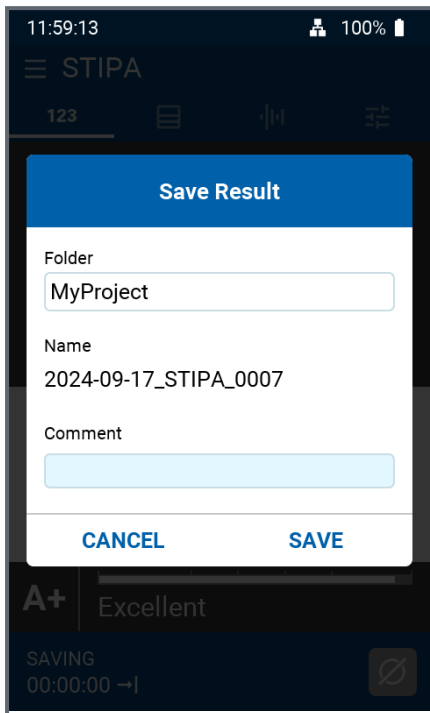 11:59:13 100%
STIPA
123
Save Result
Folder
MyProject
Name
2024-09-17_STIPA_0007
Comment
CANCEL SAVE
A+ Excellent
SAVING
00:00:00